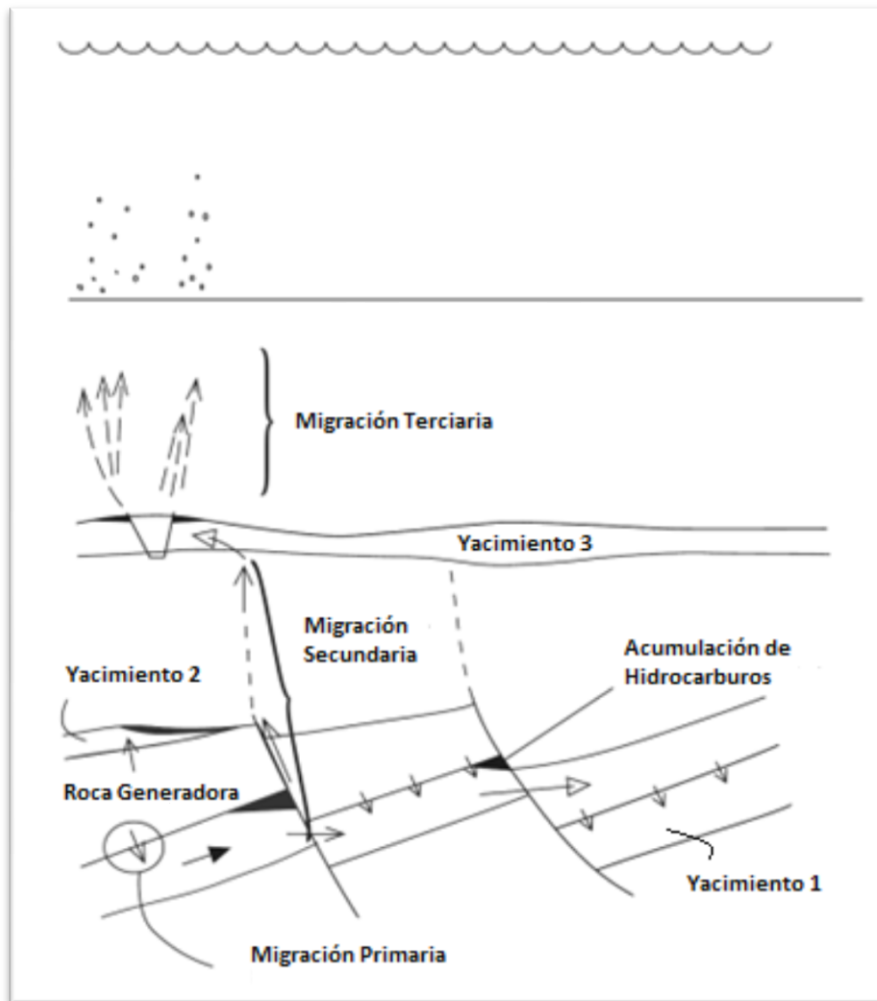 Migración Terciaria
Yacimiento 3
Migración
Secundaria
Acumulación de
Hidrocarburos
Yacimiento 2
Roca Generadora
Yacimiento 1
Migración Primaria